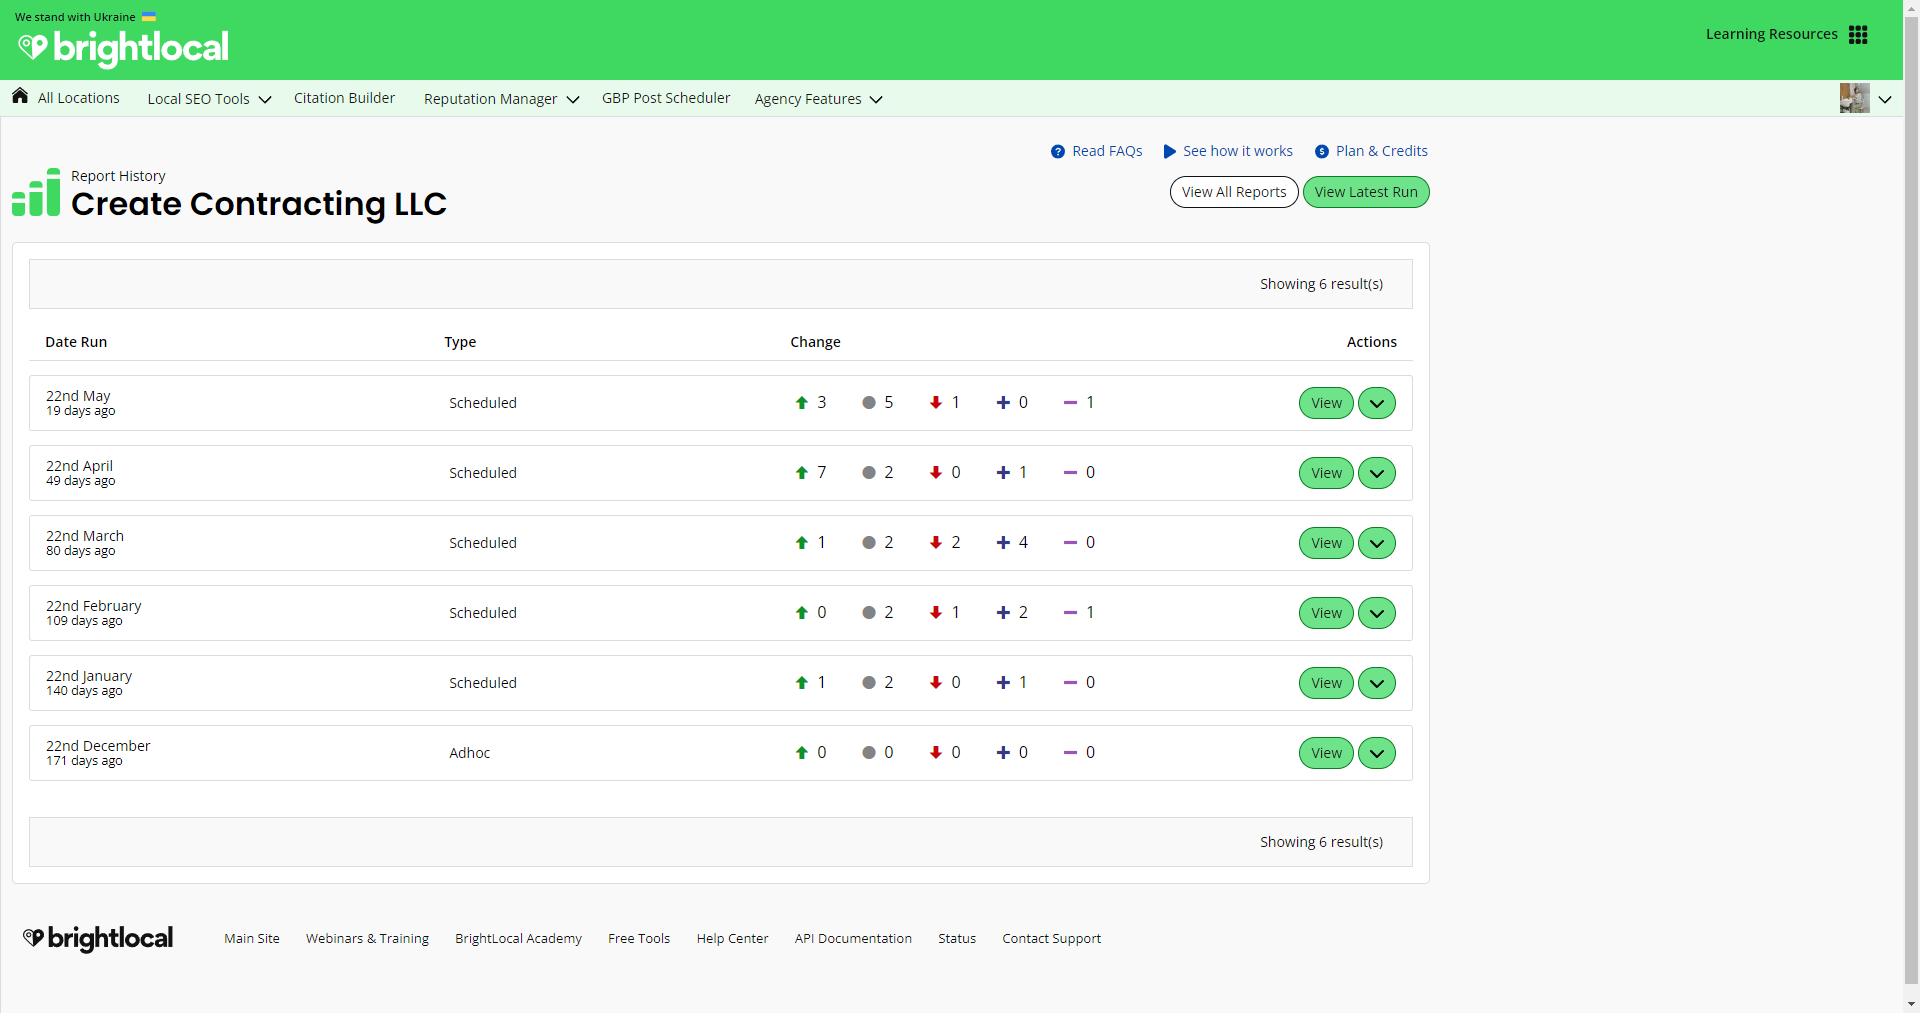 We stand with Ukraine
brightlocal
Learning Resources
All Locations Local SEO Tools Citation Builder Reputation Manager GBP Post Scheduler Agency Features
Read FAQs See how it works Plan & Credits
Report History
Create Contracting LLC
View All Reports View Latest Run
Showing 6 result(s)
Date Run Type Change Actions
22nd May
19 days ago
Scheduled 3 5 1 0 1 View
22nd April
49 days ago
Scheduled 7 2 0 1 0 View
22nd March
80 days ago
Scheduled 1 2 2 4 0 View
22nd February
109 days ago
Scheduled 0 2 1 2 1 View
22nd January
140 days ago
Scheduled 1 2 0 1 0 View
22nd December
171 days ago
Adhoc 0 0 0 0 0 View
Showing 6 result(s)
brightlocal Main Site Webinars & Training BrightLocal Academy Free Tools Help Center API Documentation Status Contact Support